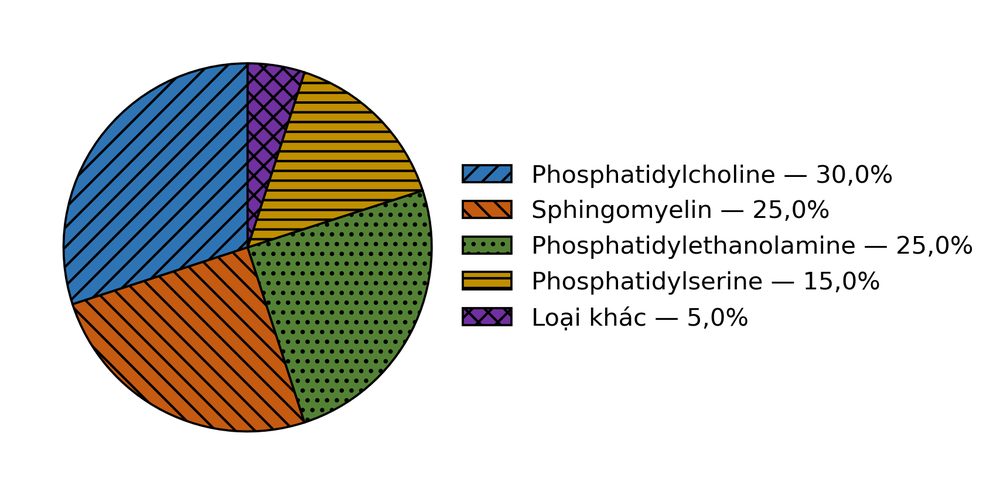 Phosphatidylcholine — 30,0%
Sphingomyelin — 25,0%
Phosphatidylethanolamine — 25,0%
Phosphatidylserine — 15,0%
Loại khác — 5,0%